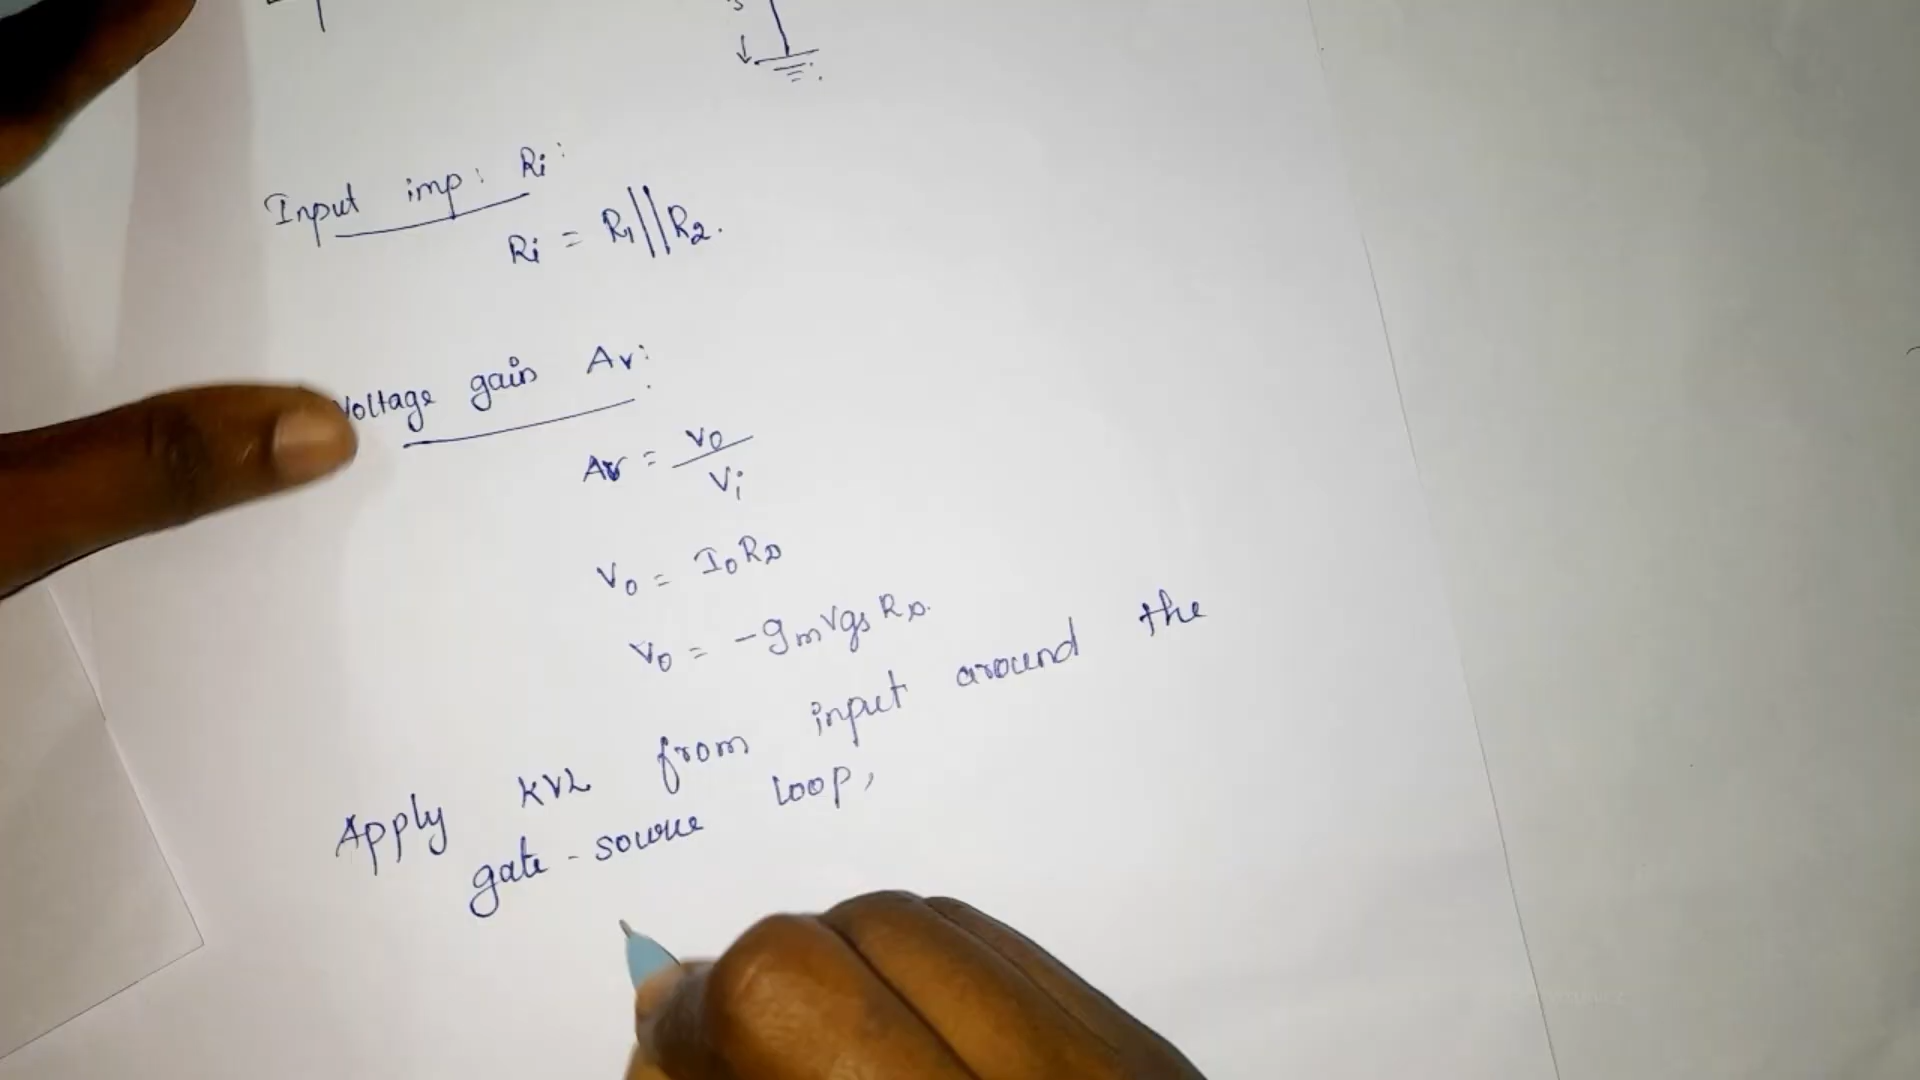 s
Input imp: Ri:
Ri = R1||R2.
Voltage gain Av:
Av = Vo/Vi
Vo = IoRD
Vo = -gmVgsRD.
Apply KVL from input around the
gate-source loop,